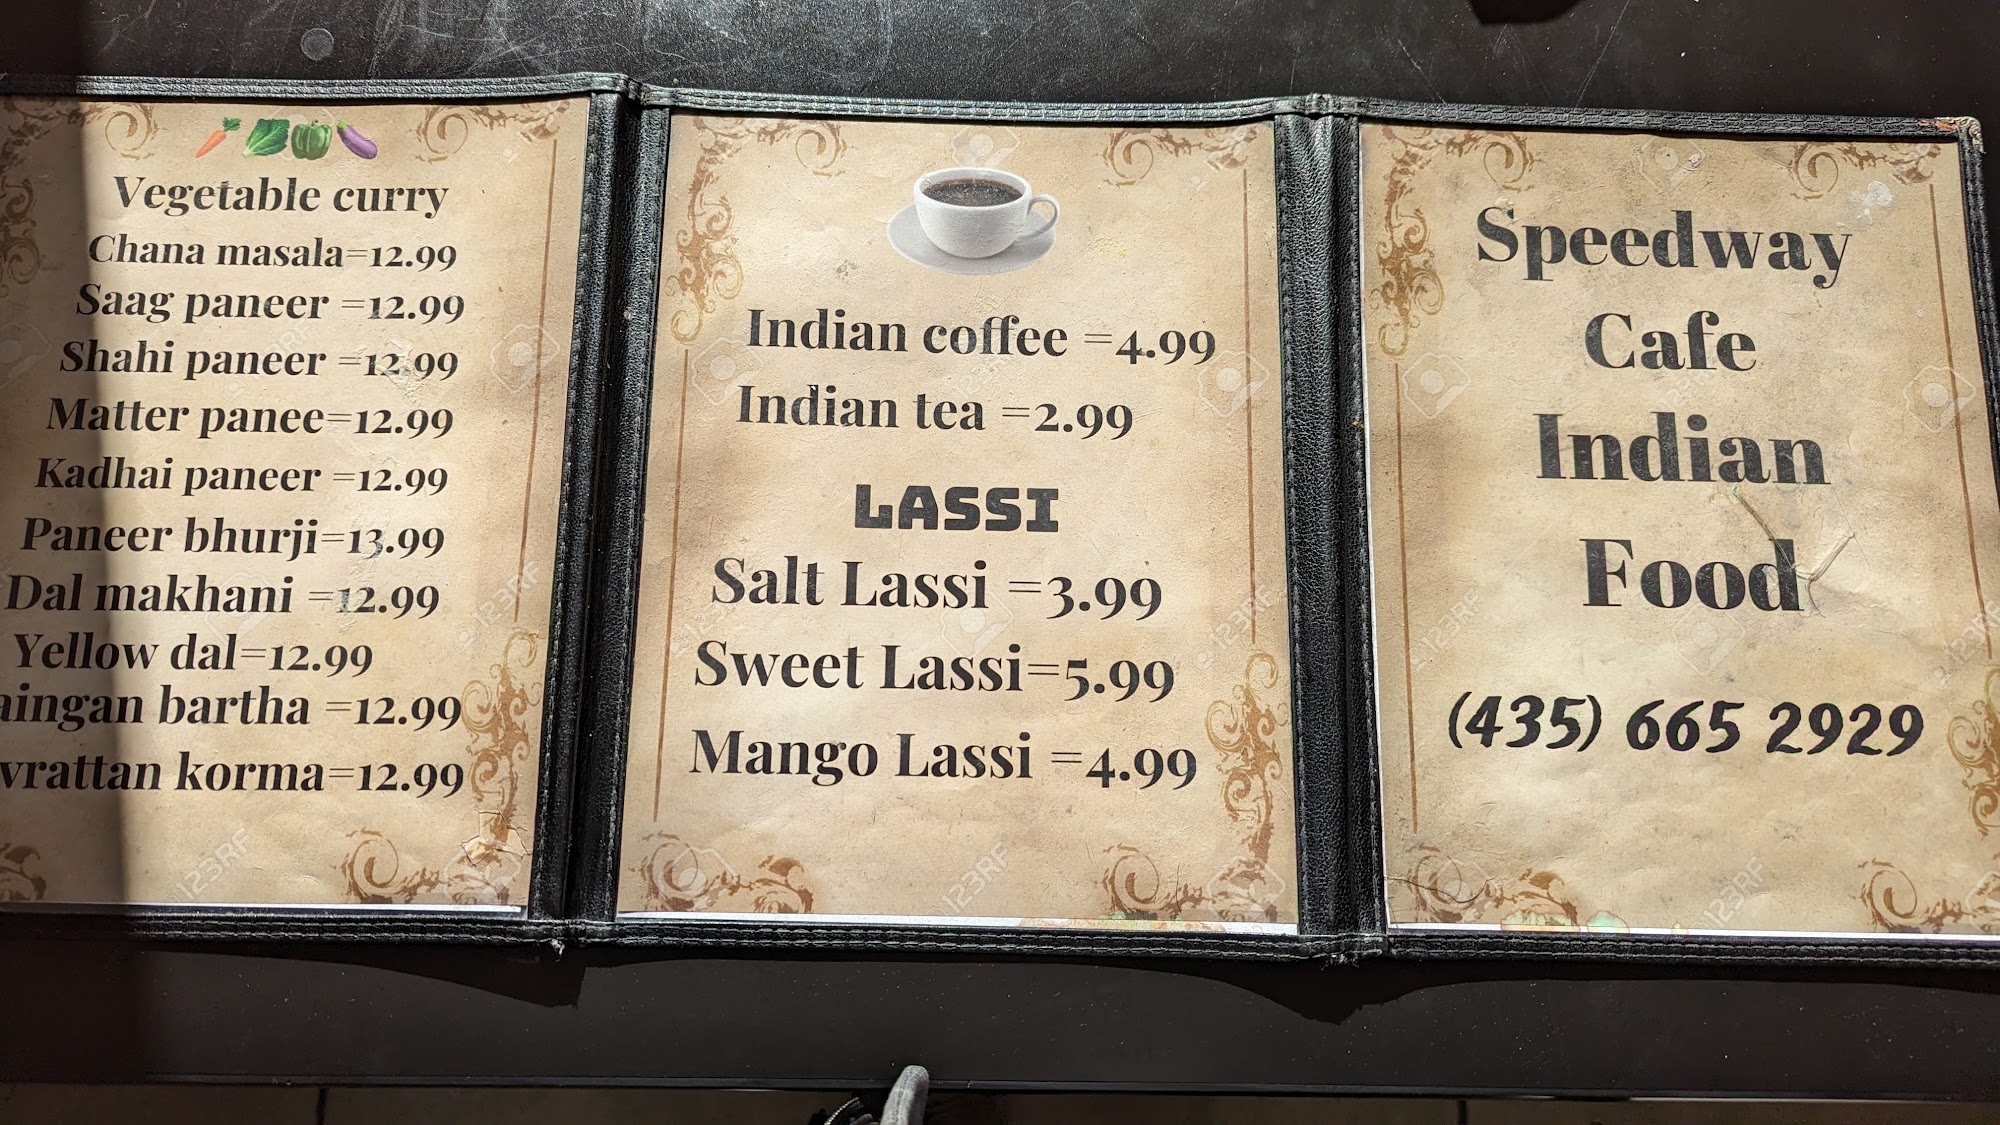 Vegetable curry
Chana masala=12.99
Saag paneer =12.99
Shahi paneer =12.99
Matter panee=12.99
Kadhai paneer =12.99
Paneer bhurji=13.99
Dal makhani =12.99
Yellow dal=12.99
aingan bartha =12.99
vrattan korma=12.99
Indian coffee =4.99
Indian tea =2.99
LASSI
Salt Lassi =3.99
Sweet Lassi=5.99
Mango Lassi =4.99
Speedway
Cafe
Indian
Food
(435) 665 2929